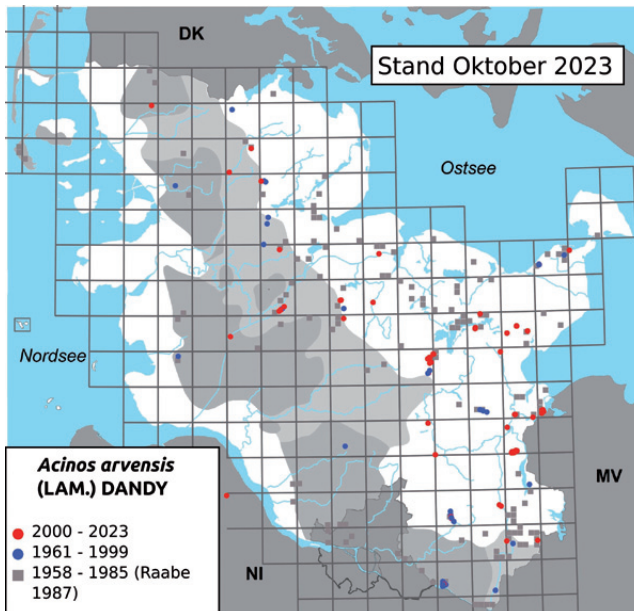 DK
Stand Oktober 2023
Ostsee
Nordsee
Acinos arvensis
(LAM.) DANDY
2000 - 2023
1961 - 1999
1958 - 1985 (Raabe
1987)
NI
MV